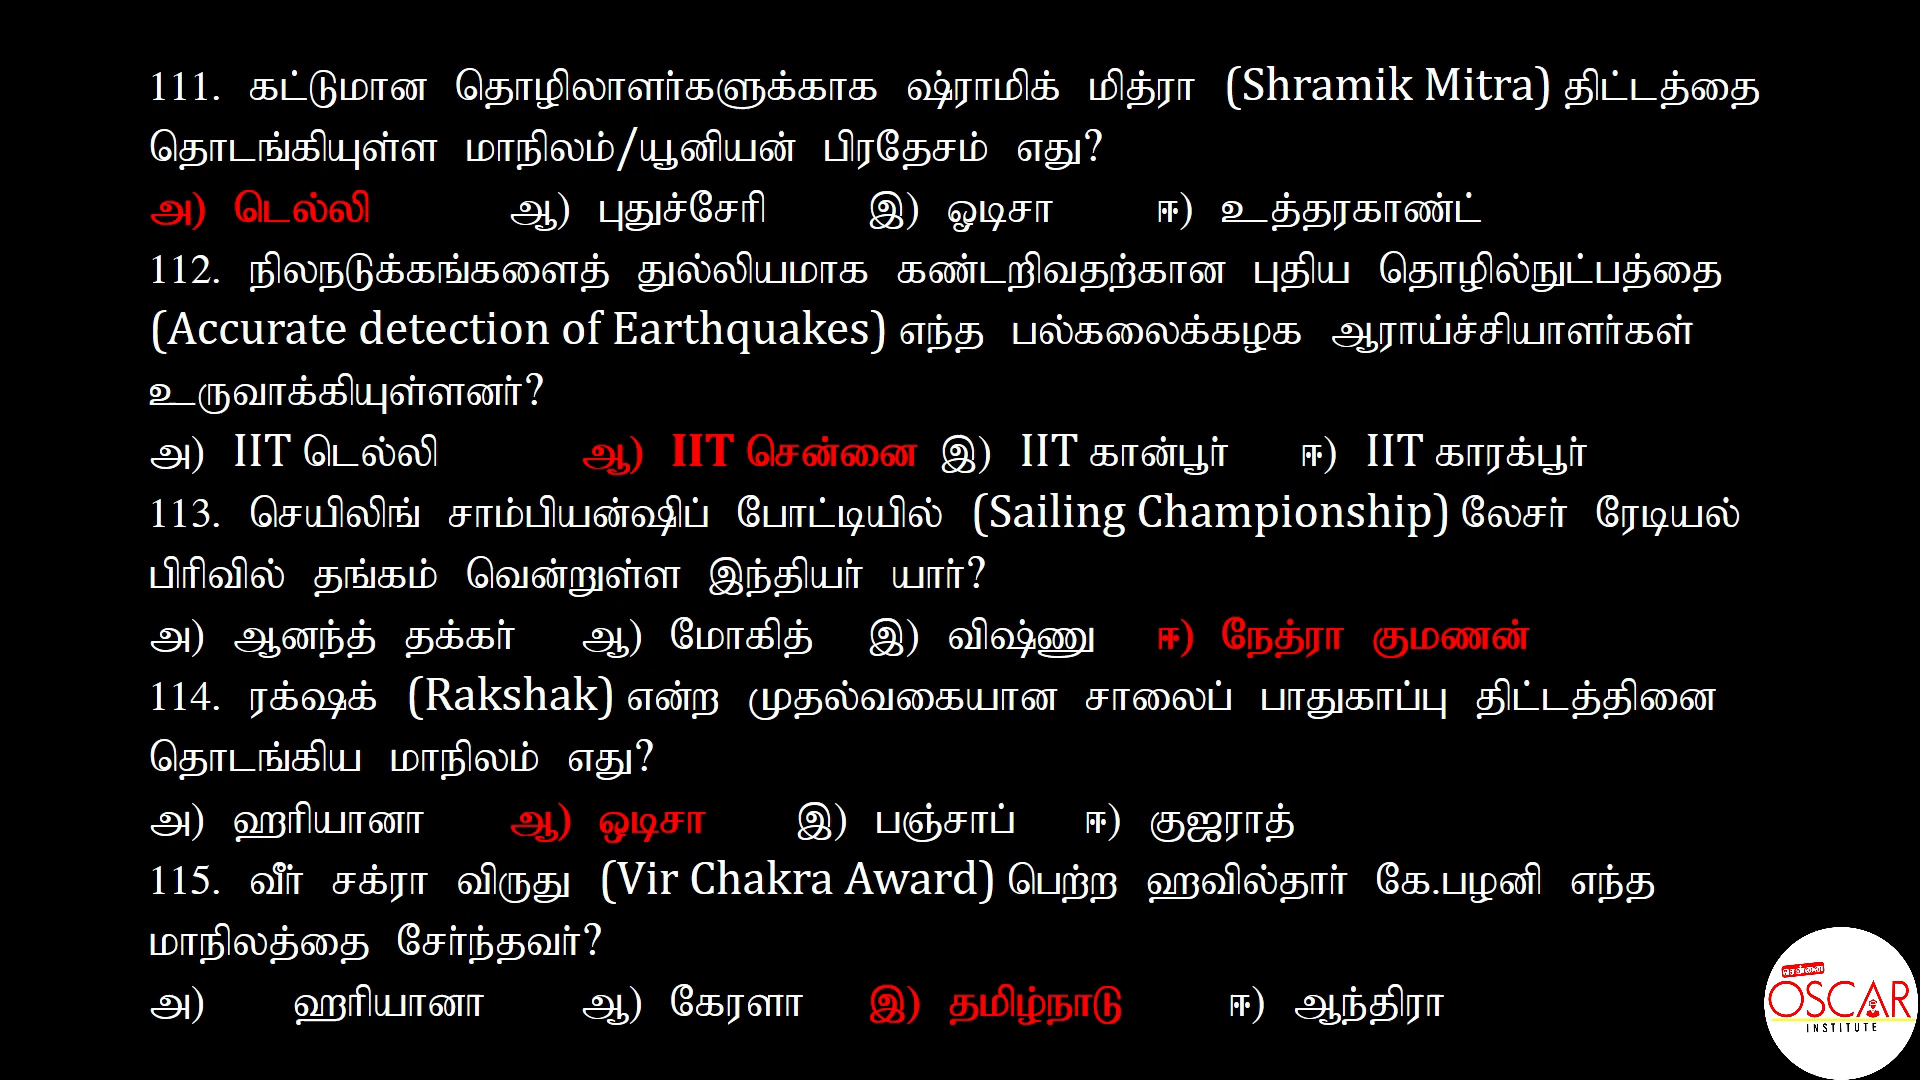 111. கட்டுமான தொழிலாளர்களுக்காக ஷ்ராமிக் மித்ரா (Shramik Mitra) திட்டத்தை
தொடங்கியுள்ள மாநிலம்/யூனியன் பிரதேசம் எது?
அ) டெல்லி ஆ) புதுச்சேரி இ) ஓடிசா ஈ) உத்தரகாண்ட்
112. நிலநடுக்கங்களைத் துல்லியமாக கண்டறிவதற்கான புதிய தொழில்நுட்பத்தை
(Accurate detection of Earthquakes) எந்த பல்கலைக்கழக ஆராய்ச்சியாளர்கள்
உருவாக்கியுள்ளனர்?
அ) IIT டெல்லி ஆ) IIT சென்னை இ) IIT கான்பூர் ஈ) IIT காரக்பூர்
113. செயிலிங் சாம்பியன்ஷிப் போட்டியில் (Sailing Championship) லேசர் ரேடியல்
பிரிவில் தங்கம் வென்றுள்ள இந்தியர் யார்?
அ) ஆனந்த் தக்கர் ஆ) மோகித் இ) விஷ்ணு ஈ) நேத்ரா குமணன்
114. ரக்ஷக் (Rakshak) என்ற முதல்வகையான சாலைப் பாதுகாப்பு திட்டத்தினை
தொடங்கிய மாநிலம் எது?
அ) ஹரியானா ஆ) ஒடிசா இ) பஞ்சாப் ஈ) குஜராத்
115. வீர் சக்ரா விருது (Vir Chakra Award) பெற்ற ஹவில்தார் கே.பழனி எந்த
மாநிலத்தை சேர்ந்தவர்?
அ) ஹரியானா ஆ) கேரளா இ) தமிழ்நாடு ஈ) ஆந்திரா
சென்னை
OSCAR
INSTITUTE